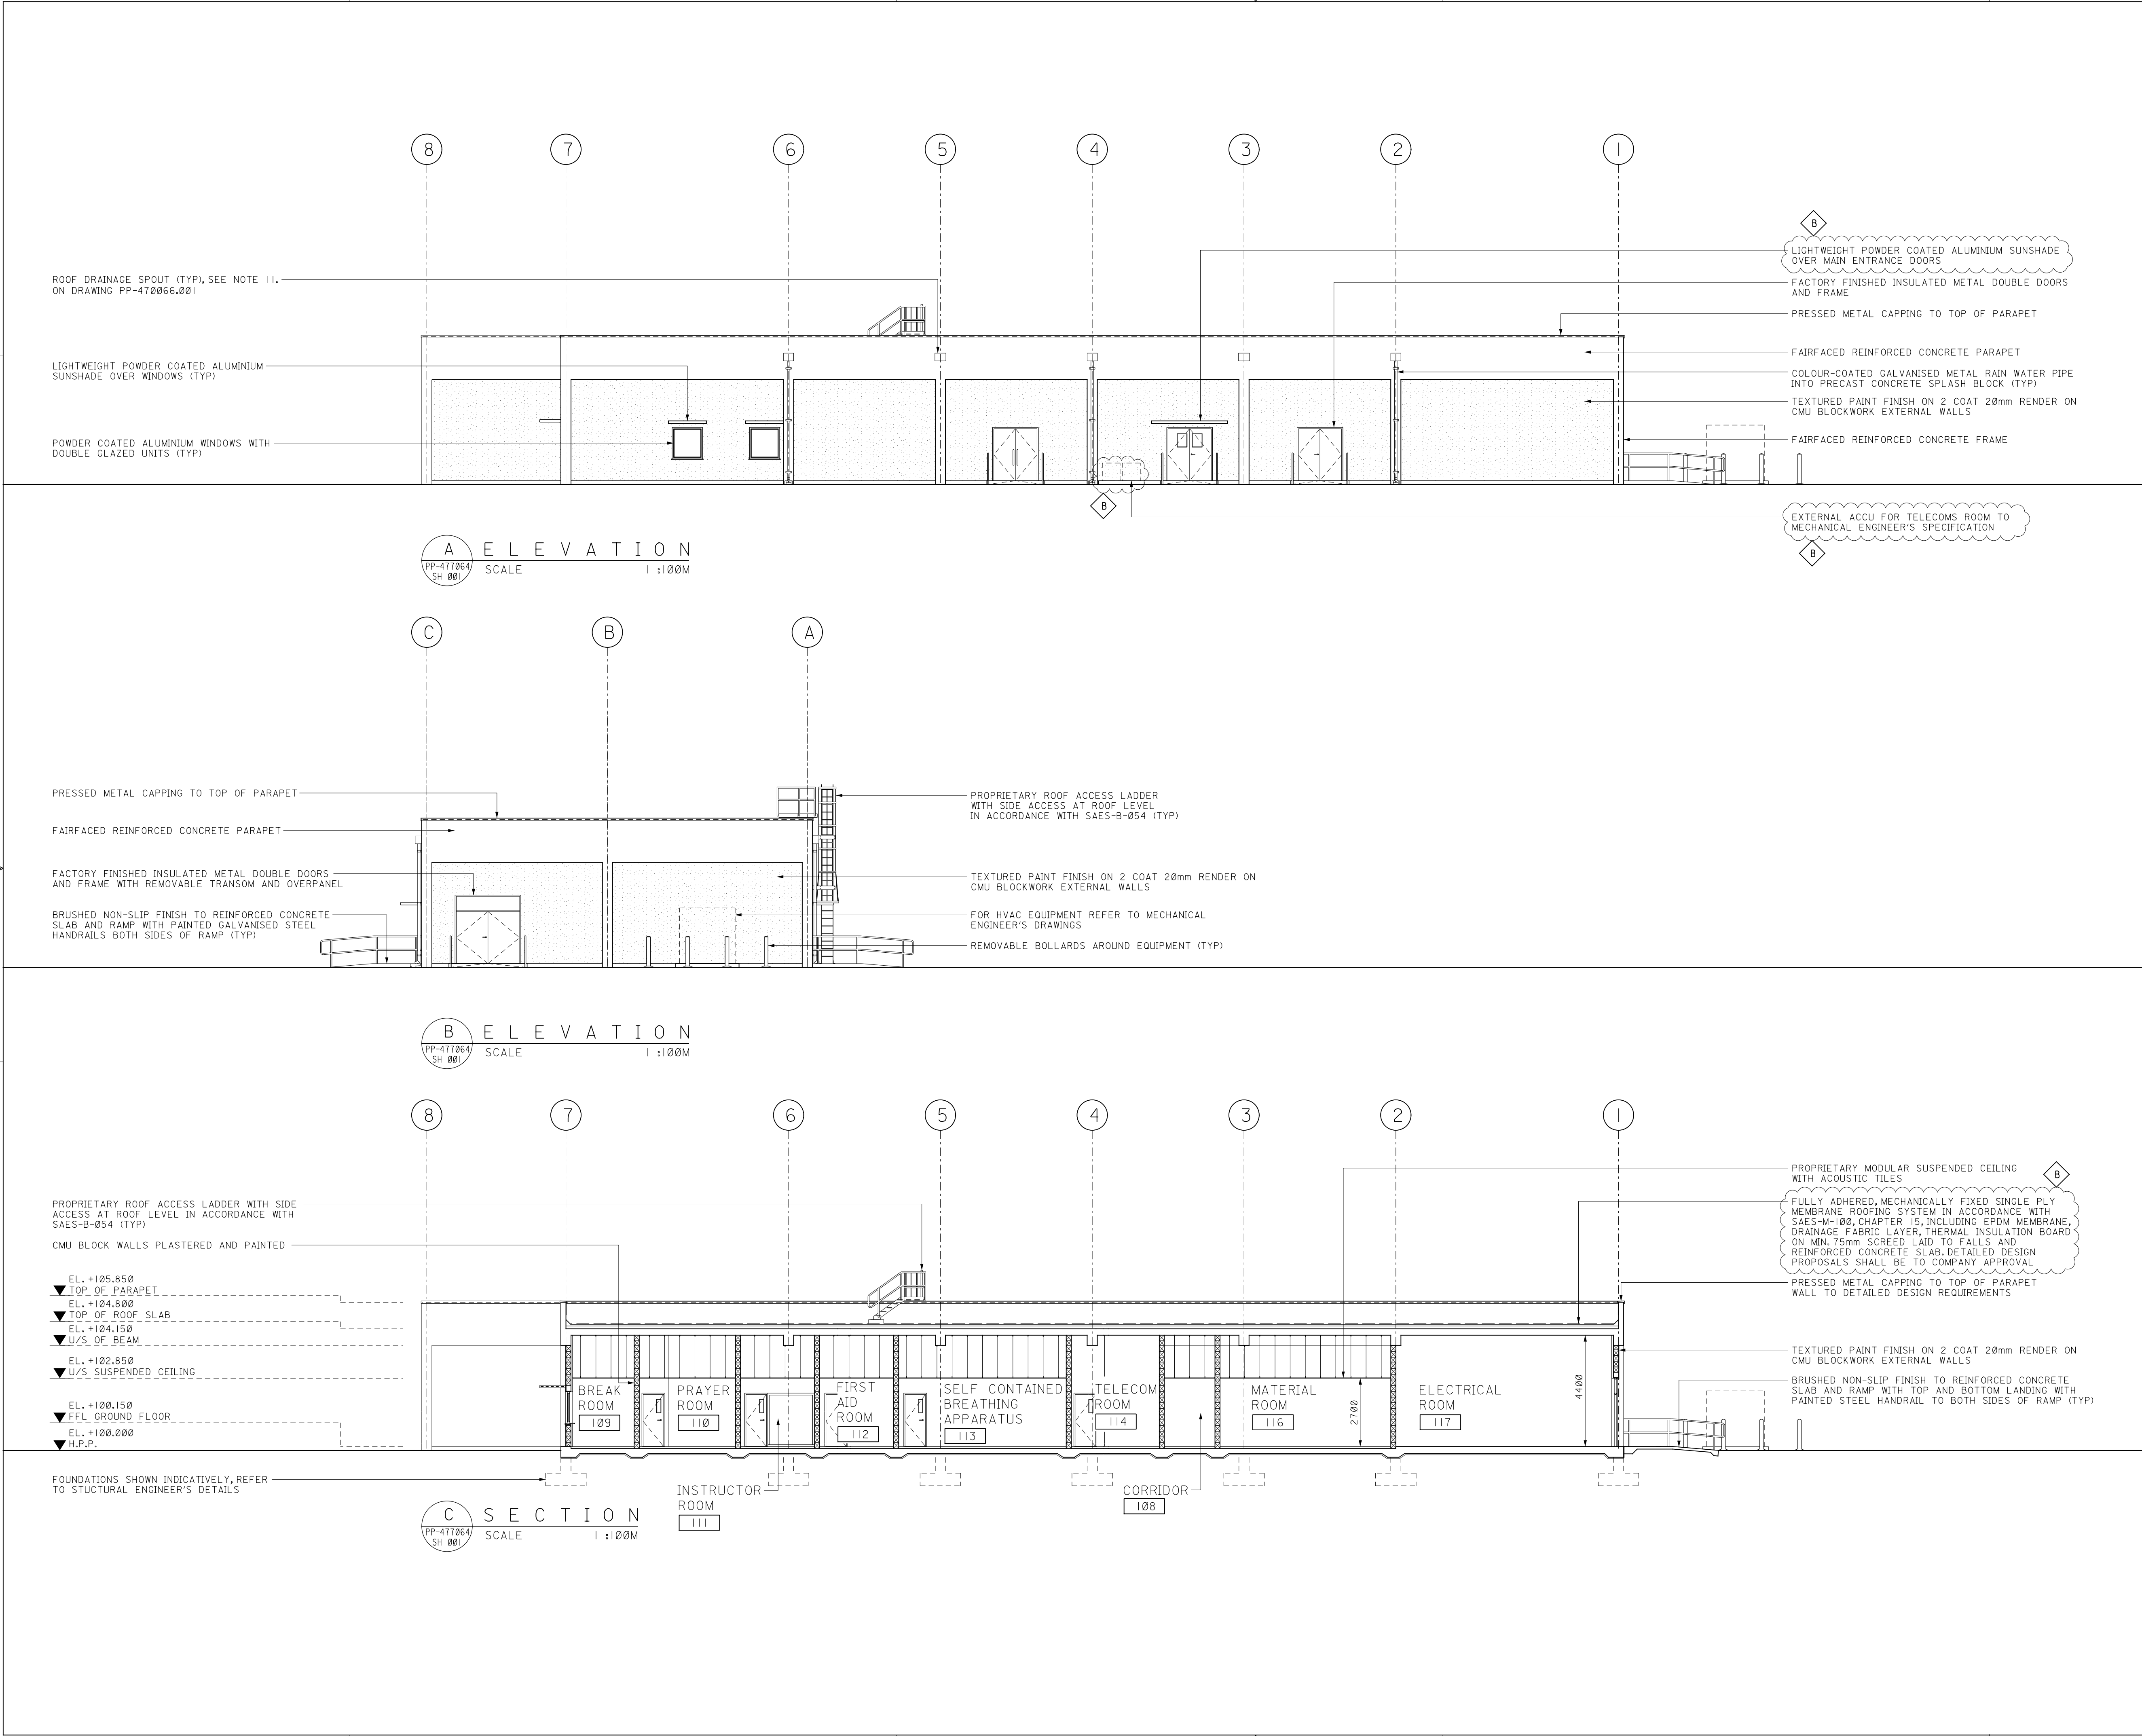 8
7
6
5
4
3
2
1
B
LIGHTWEIGHT POWDER COATED ALUMINIUM SUNSHADE
OVER MAIN ENTRANCE DOORS
ROOF DRAINAGE SPOUT (TYP), SEE NOTE 11.
ON DRAWING PP-470066.001
FACTORY FINISHED INSULATED METAL DOUBLE DOORS
AND FRAME
PRESSED METAL CAPPING TO TOP OF PARAPET
FAIRFACED REINFORCED CONCRETE PARAPET
LIGHTWEIGHT POWDER COATED ALUMINIUM
SUNSHADE OVER WINDOWS (TYP)
COLOUR-COATED GALVANISED METAL RAIN WATER PIPE
INTO PRECAST CONCRETE SPLASH BLOCK (TYP)
TEXTURED PAINT FINISH ON 2 COAT 20mm RENDER ON
CMU BLOCKWORK EXTERNAL WALLS
POWDER COATED ALUMINIUM WINDOWS WITH
DOUBLE GLAZED UNITS (TYP)
FAIRFACED REINFORCED CONCRETE FRAME
B
EXTERNAL ACCU FOR TELECOMS ROOM TO
MECHANICAL ENGINEER'S SPECIFICATION
B
A
PP-477064
SH 001
ELEVATION
SCALE 1:100M
C
B
A
PRESSED METAL CAPPING TO TOP OF PARAPET
FAIRFACED REINFORCED CONCRETE PARAPET
FACTORY FINISHED INSULATED METAL DOUBLE DOORS
AND FRAME WITH REMOVABLE TRANSOM AND OVERPANEL
BRUSHED NON-SLIP FINISH TO REINFORCED CONCRETE
SLAB AND RAMP WITH PAINTED GALVANISED STEEL
HANDRAILS BOTH SIDES OF RAMP (TYP)
PROPRIETARY ROOF ACCESS LADDER
WITH SIDE ACCESS AT ROOF LEVEL
IN ACCORDANCE WITH SAES-B-054 (TYP)
TEXTURED PAINT FINISH ON 2 COAT 20mm RENDER ON
CMU BLOCKWORK EXTERNAL WALLS
FOR HVAC EQUIPMENT REFER TO MECHANICAL
ENGINEER'S DRAWINGS
REMOVABLE BOLLARDS AROUND EQUIPMENT (TYP)
B
PP-477064
SH 001
ELEVATION
SCALE 1:100M
8
7
6
5
4
3
2
1
PROPRIETARY MODULAR SUSPENDED CEILING
WITH ACOUSTIC TILES
B
FULLY ADHERED, MECHANICALLY FIXED SINGLE PLY
MEMBRANE ROOFING SYSTEM IN ACCORDANCE WITH
SAES-M-100, CHAPTER 15, INCLUDING EPDM MEMBRANE,
DRAINAGE FABRIC LAYER, THERMAL INSULATION BOARD
ON MIN. 75mm SCREED LAID TO FALLS AND
REINFORCED CONCRETE SLAB. DETAILED DESIGN
PROPOSALS SHALL BE TO COMPANY APPROVAL
PRESSED METAL CAPPING TO TOP OF PARAPET
WALL TO DETAILED DESIGN REQUIREMENTS
TEXTURED PAINT FINISH ON 2 COAT 20mm RENDER ON
CMU BLOCKWORK EXTERNAL WALLS
BRUSHED NON-SLIP FINISH TO REINFORCED CONCRETE
SLAB AND RAMP WITH TOP AND BOTTOM LANDING WITH
PAINTED STEEL HANDRAIL TO BOTH SIDES OF RAMP (TYP)
PROPRIETARY ROOF ACCESS LADDER WITH SIDE
ACCESS AT ROOF LEVEL IN ACCORDANCE WITH
SAES-B-054 (TYP)
CMU BLOCK WALLS PLASTERED AND PAINTED
EL. +105.850
TOP OF PARAPET
EL. +104.800
TOP OF ROOF SLAB
EL. +104.150
U/S OF BEAM
EL. +102.850
U/S SUSPENDED CEILING
EL. +100.150
FFL GROUND FLOOR
EL. +100.000
H.P.P.
FOUNDATIONS SHOWN INDICATIVELY, REFER
TO STUCTURAL ENGINEER'S DETAILS
BREAK
ROOM
109
PRAYER
ROOM
110
FIRST
AID
ROOM
112
SELF CONTAINED
BREATHING
APPARATUS
113
TELECOM
ROOM
114
MATERIAL
ROOM
116
2700
ELECTRICAL
ROOM
117
4400
INSTRUCTOR
ROOM
111
CORRIDOR
108
C
PP-477064
SH 001
SECTION
SCALE 1:100M